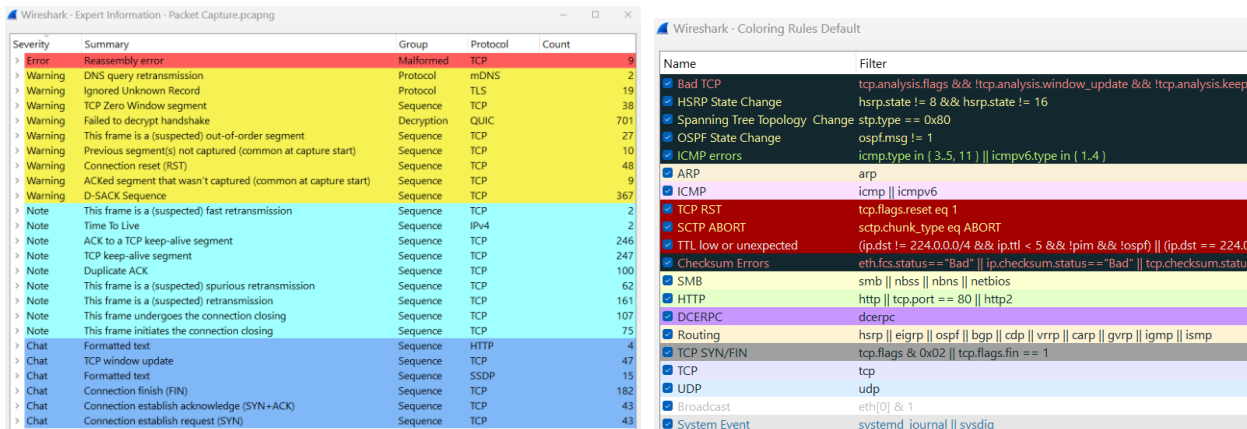 Wireshark · Expert Information · Packet Capture.pcapng
Severity Summary Group Protocol Count
Error Reassembly error Malformed TCP 9
Warning DNS query retransmission Protocol mDNS 2
Warning Ignored Unknown Record Protocol TLS 19
Warning TCP Zero Window segment Sequence TCP 38
Warning Failed to decrypt handshake Decryption QUIC 701
Warning This frame is a (suspected) out-of-order segment Sequence TCP 27
Warning Previous segment(s) not captured (common at capture start) Sequence TCP 10
Warning Connection reset (RST) Sequence TCP 48
Warning ACKed segment that wasn't captured (common at capture start) Sequence TCP 9
Warning D-SACK Sequence Sequence TCP 367
Note This frame is a (suspected) fast retransmission Sequence TCP 2
Note Time To Live Sequence IPv4 2
Note ACK to a TCP keep-alive segment Sequence TCP 246
Note TCP keep-alive segment Sequence TCP 247
Note Duplicate ACK Sequence TCP 100
Note This frame is a (suspected) spurious retransmission Sequence TCP 62
Note This frame is a (suspected) retransmission Sequence TCP 161
Note This frame undergoes the connection closing Sequence TCP 107
Note This frame initiates the connection closing Sequence TCP 75
Chat Formatted text Sequence HTTP 4
Chat TCP window update Sequence TCP 47
Chat Formatted text Sequence SSDP 15
Chat Connection finish (FIN) Sequence TCP 182
Chat Connection establish acknowledge (SYN+ACK) Sequence TCP 43
Chat Connection establish request (SYN) Sequence TCP 43
Wireshark · Coloring Rules Default
Name Filter
Bad TCP tcp.analysis.flags && !tcp.analysis.window_update && !tcp.analysis.keep
HSRP State Change hsrp.state != 8 && hsrp.state != 16
Spanning Tree Topology Change stp.type == 0x80
OSPF State Change ospf.msg != 1
ICMP errors icmp.type in { 3..5, 11 } || icmpv6.type in { 1..4 }
ARP arp
ICMP icmp || icmpv6
TCP RST tcp.flags.reset eq 1
SCTP ABORT sctp.chunk_type eq ABORT
TTL low or unexpected (ip.dst != 224.0.0.0/4 && ip.ttl < 5 && !pim && !ospf) || (ip.dst == 224.0
Checksum Errors eth.fcs.status=="Bad" || ip.checksum.status=="Bad" || tcp.checksum.statu
SMB smb || nbss || nbns || netbios
HTTP http || tcp.port == 80 || http2
DCERPC dcerpc
Routing hsrp || eigrp || ospf || bgp || cdp || vrrp || carp || gvrp || igmp || ismp
TCP SYN/FIN tcp.flags & 0x02 || tcp.flags.fin == 1
TCP tcp
UDP udp
Broadcast eth[0] & 1
System Event systemd_journal || sysdig